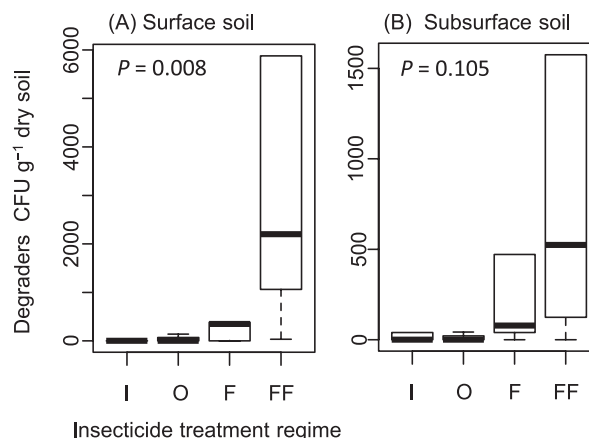 (A) Surface soil
(B) Subsurface soil
P = 0.008
P = 0.105
Degraders CFU g⁻¹ dry soil
6000
4000
2000
0
1500
1000
500
0
I O F FF
I O F FF
Insecticide treatment regime